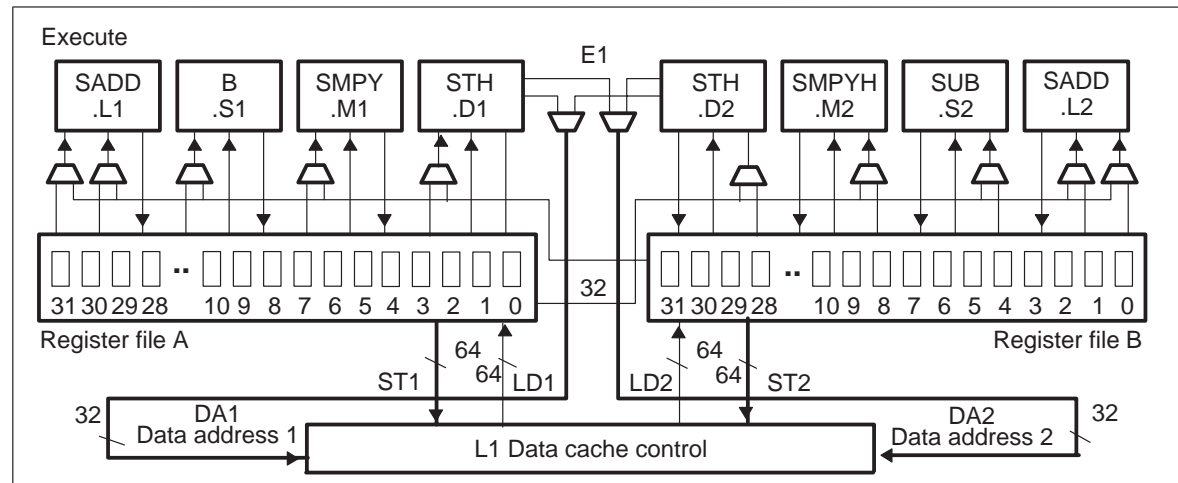 Execute
E1
SADD
.L1
B
.S1
SMPY
.M1
STH
.D1
STH
.D2
SMPYH
.M2
SUB
.S2
SADD
.L2
31 30 29 28 .. 10 9 8 7 6 5 4 3 2 1 0
32
31 30 29 28 .. 10 9 8 7 6 5 4 3 2 1 0
Register file A
Register file B
ST1
64
64
LD1
LD2
64
64
ST2
32
DA1
Data address 1
DA2
Data address 2
32
L1 Data cache control